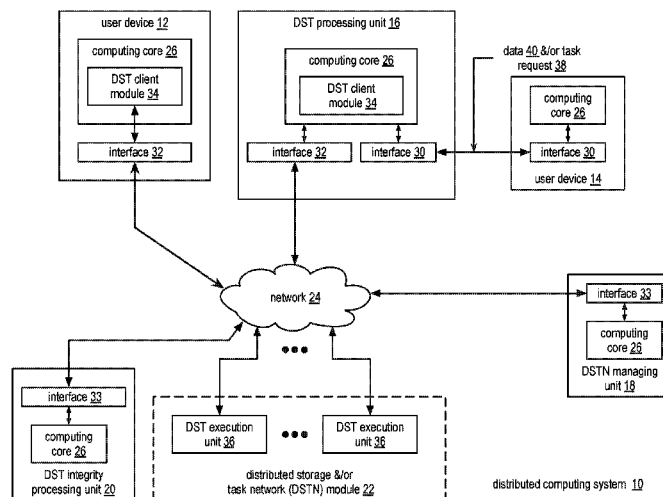 user device 12
computing core 26
DST client
module 34
interface 32
DST processing unit 16
computing core 26
DST client
module 34
interface 32
interface 30
data 40 &/or task
request 38
computing
core 26
interface 30
user device 14
network 24
interface 33
computing
core 26
DSTN managing
unit 18
interface 33
computing
core 26
DST integrity
processing unit 20
DST execution
unit 36
DST execution
unit 36
distributed storage &/or
task network (DSTN) module 22
distributed computing system 10